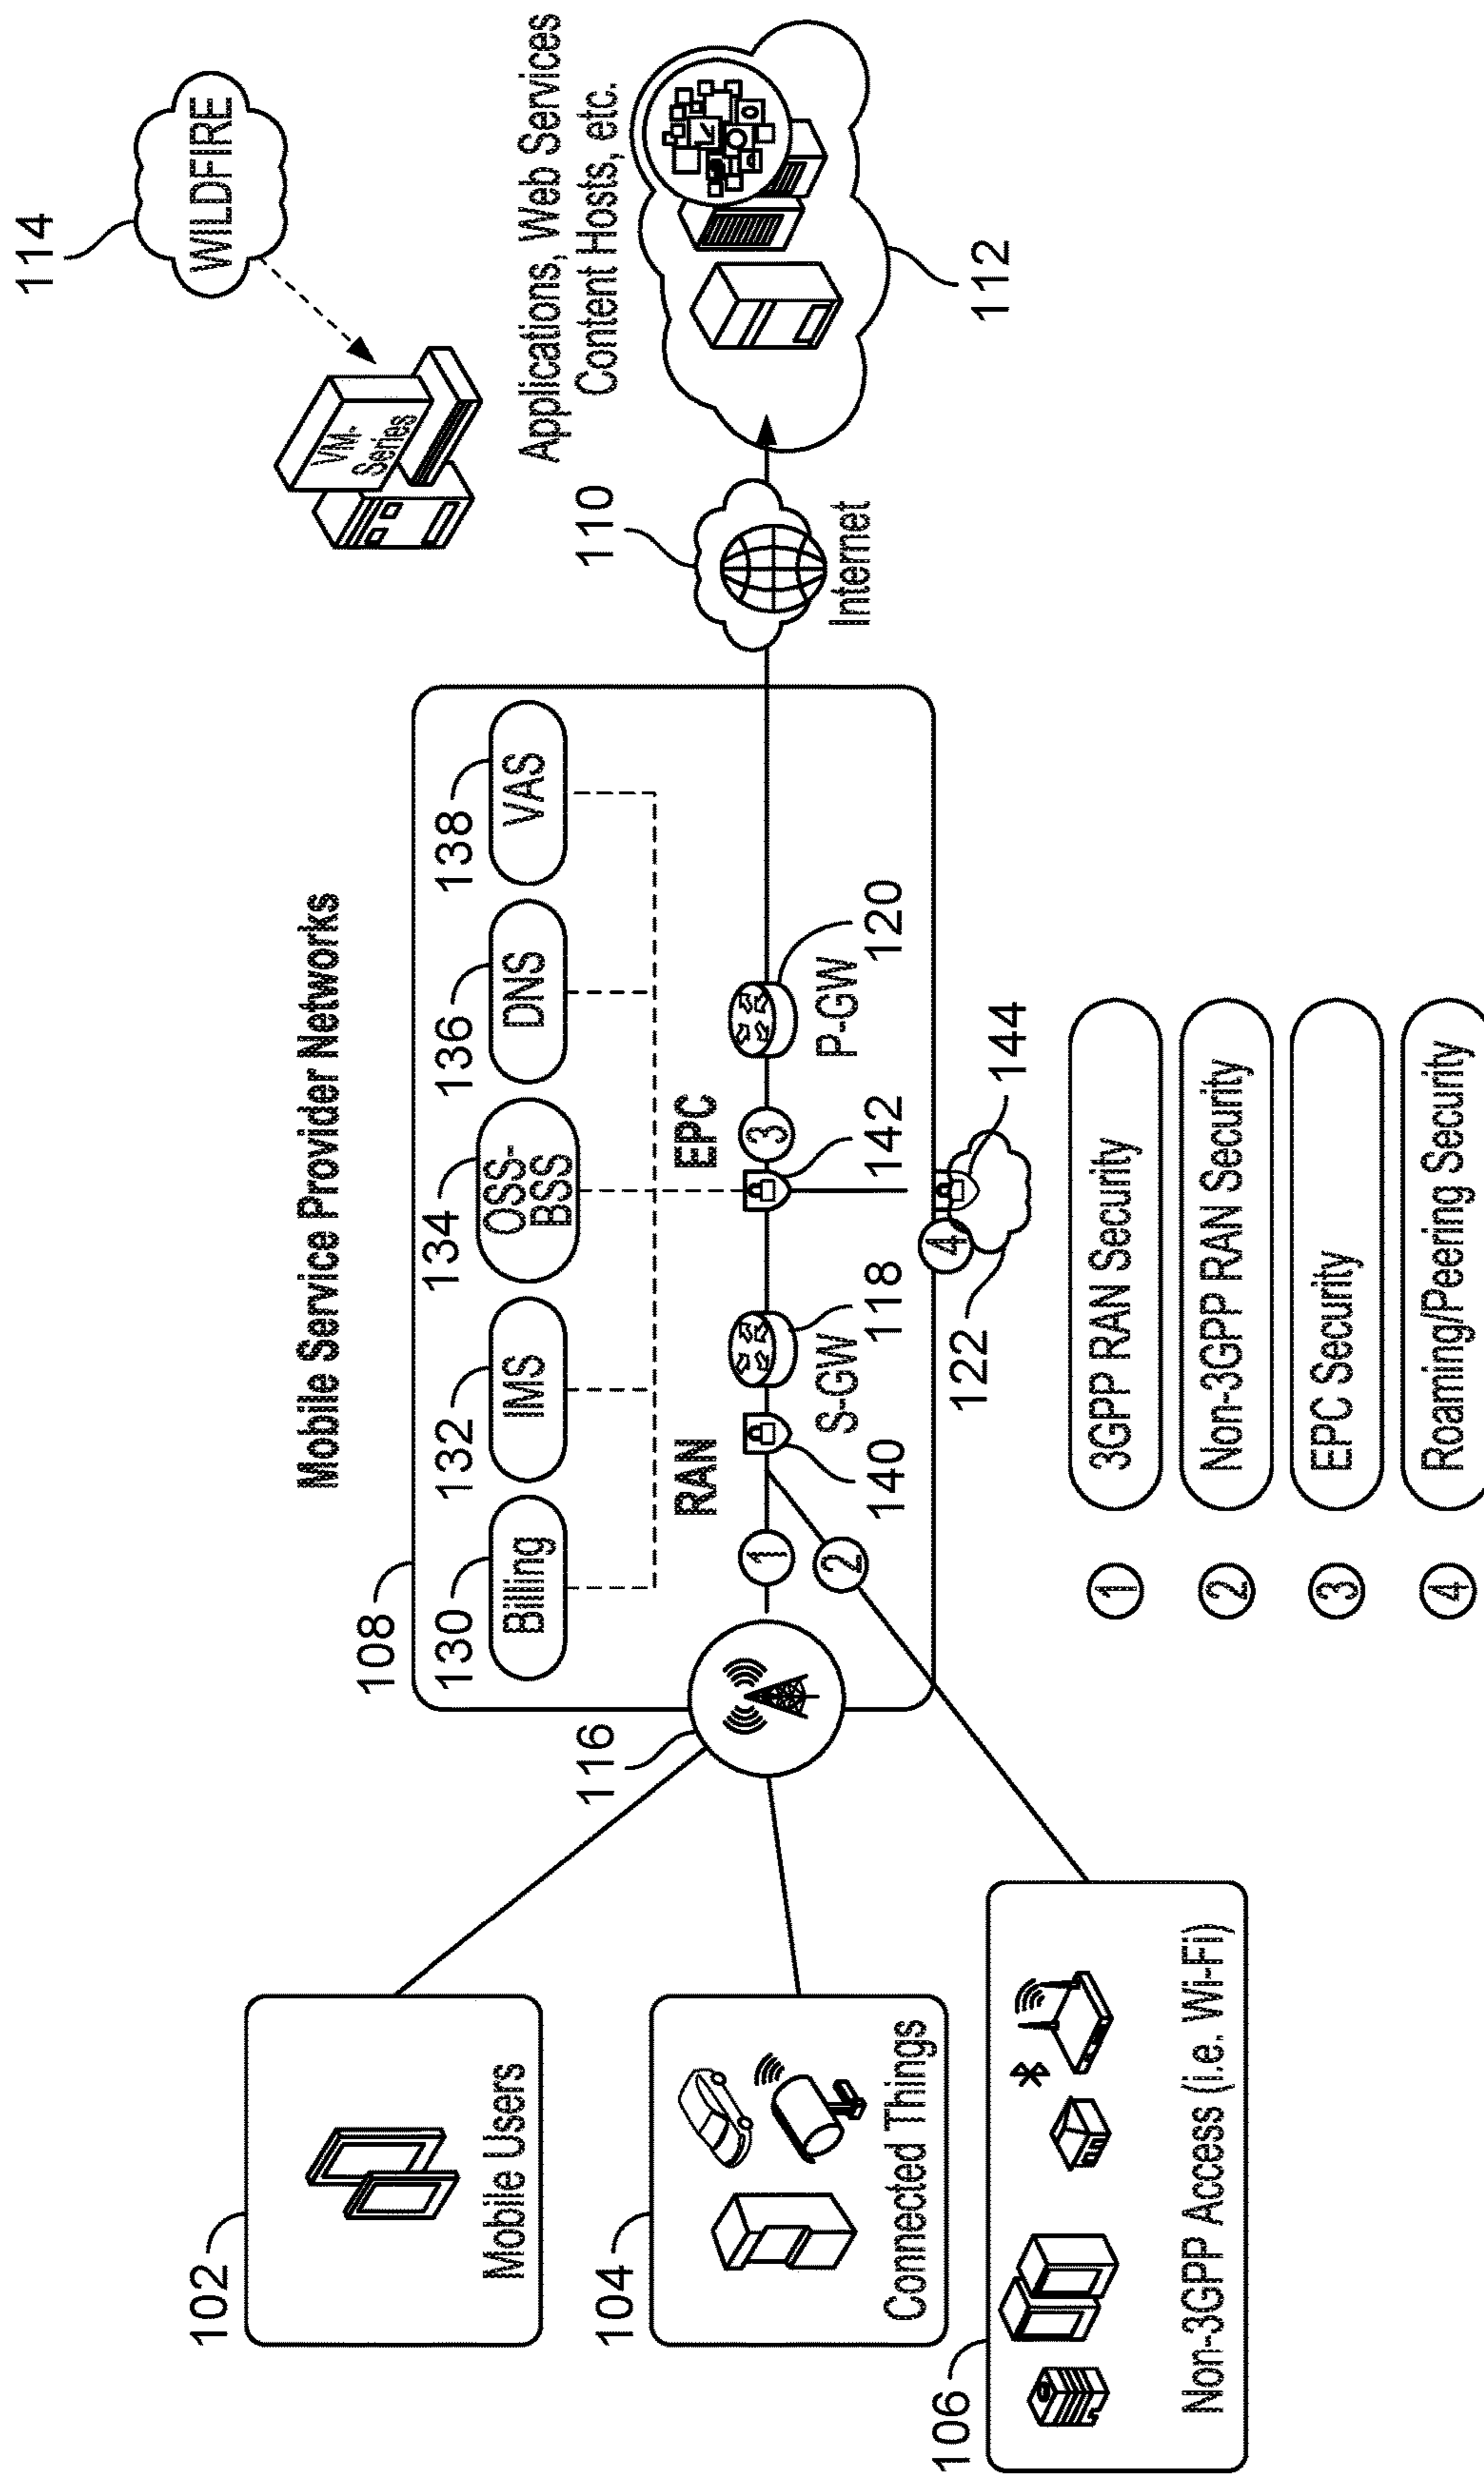 Mobile Service Provider Networks
102
Mobile Users
104
Connected Things
106
Non-3GPP Access (i.e. Wi-Fi)
116
108
130
Billing
132
IMS
134
OSS-
BSS
136
DNS
138
VAS
RAN
EPC
1
2
3
4
140
S-GW
118
142
P-GW
120
122
144
110
Internet
114
WILDFIRE
VM-
Series
Applications, Web Services
Content Hosts, etc.
112
1 3GPP RAN Security
2 Non-3GPP RAN Security
3 EPC Security
4 Roaming/Peering Security